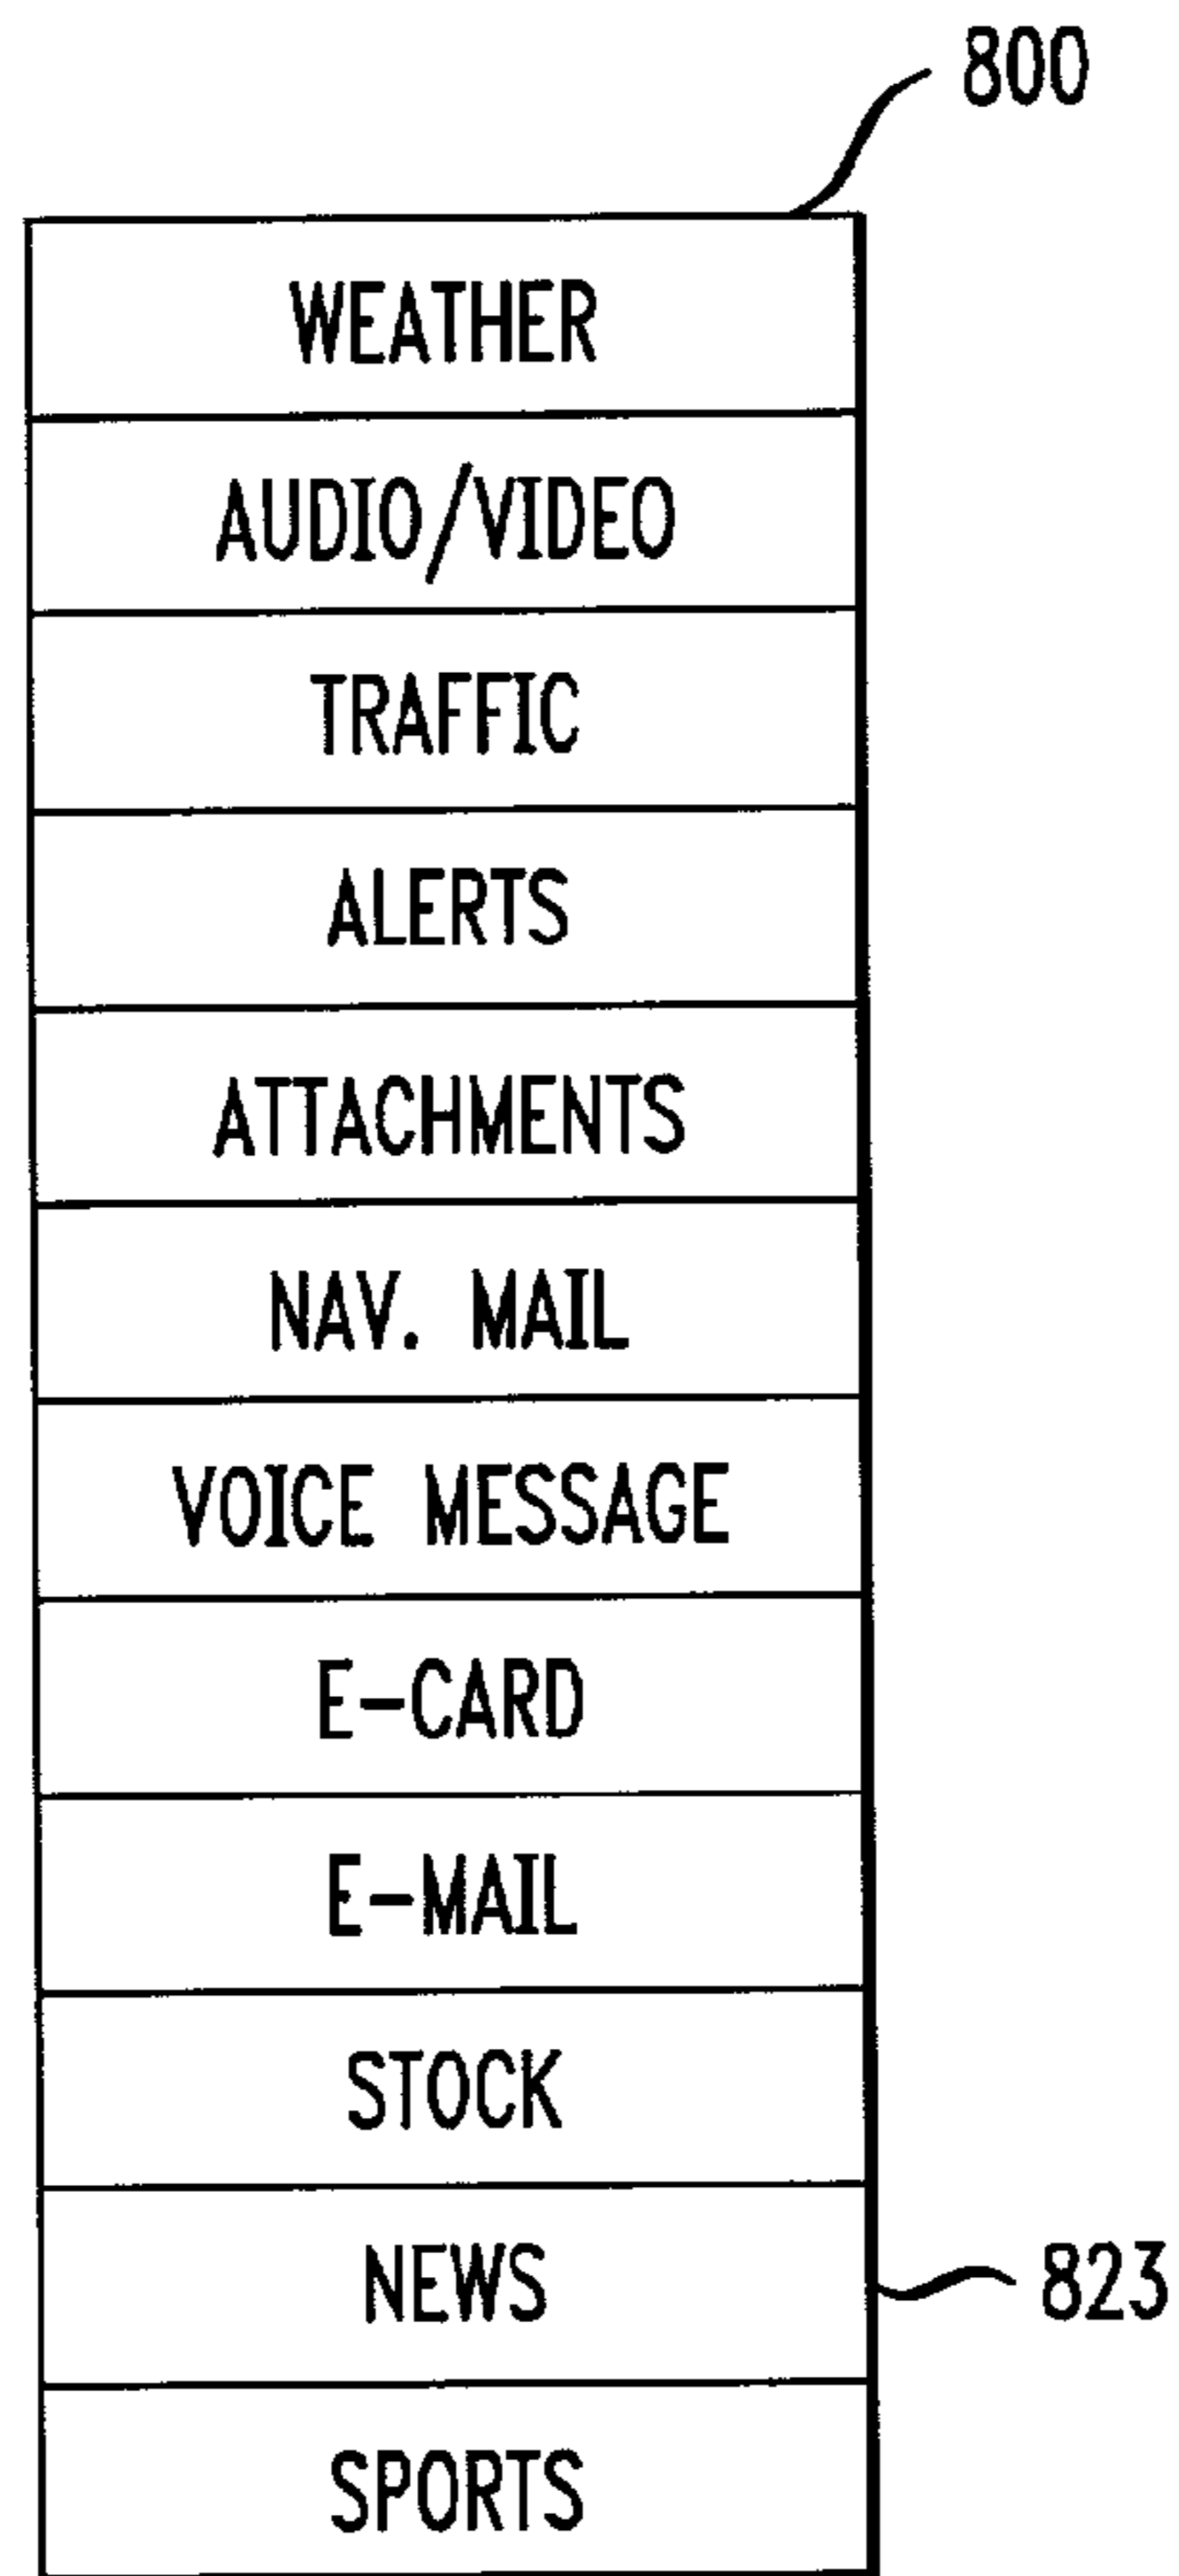 800
WEATHER
AUDIO/VIDEO
TRAFFIC
ALERTS
ATTACHMENTS
NAV. MAIL
VOICE MESSAGE
E-CARD
E-MAIL
STOCK
NEWS
823
SPORTS